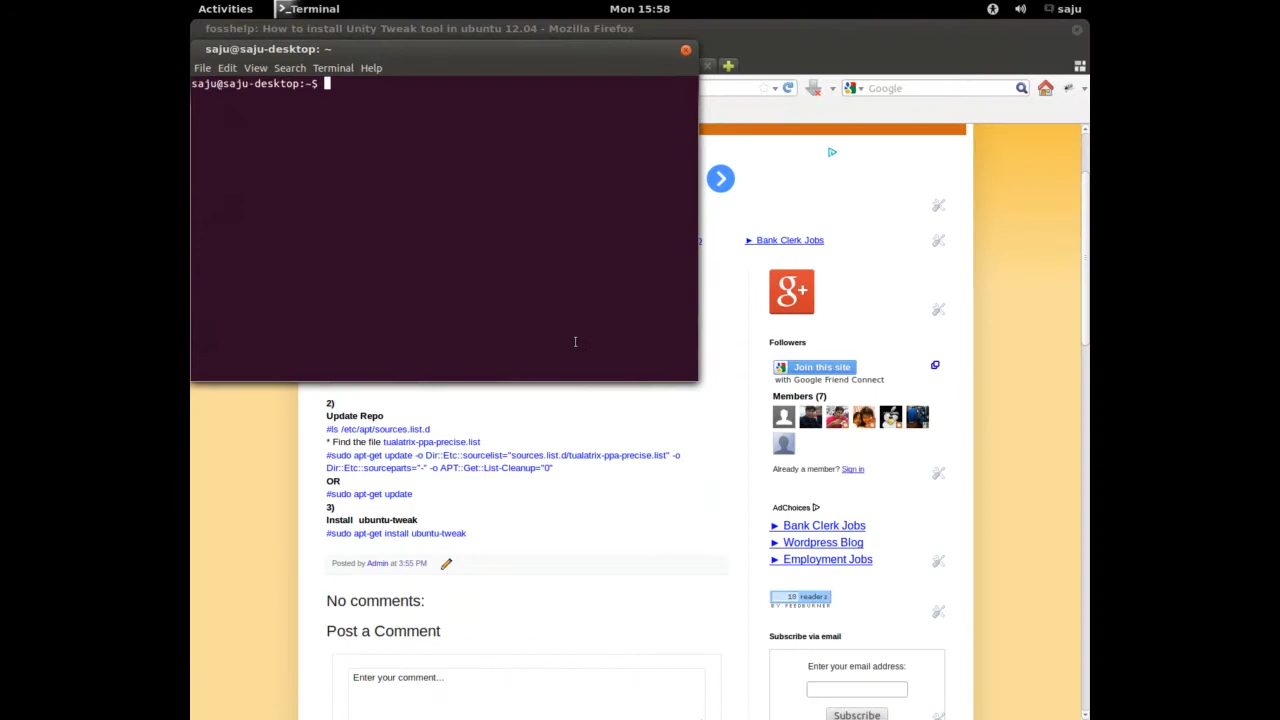 Activities
>_Terminal
Mon 15:58
saju
fosshelp: How to install Unity Tweak tool in ubuntu 12.04 - Mozilla Firefox
saju@saju-desktop: ~
File Edit View Search Terminal Help
saju@saju-desktop:~$
Google
► Bank Clerk Jobs
g+
Followers
Join this site
with Google Friend Connect
Members (7)
Already a member? Sign in
2)
Update Repo
#ls /etc/apt/sources.list.d
* Find the file tualatrix-ppa-precise.list
#sudo apt-get update -o Dir::Etc::sourcelist="sources.list.d/tualatrix-ppa-precise.list" -o
Dir::Etc::sourceparts="-" -o APT::Get::List-Cleanup="0"
OR
#sudo apt-get update
3)
Install ubuntu-tweak
#sudo apt-get install ubuntu-tweak
Posted by Admin at 3:55 PM
No comments:
Post a Comment
Enter your comment...
AdChoices
► Bank Clerk Jobs
► Wordpress Blog
► Employment Jobs
18 readers
BY FEEDBURNER
Subscribe via email
Enter your email address:
Subscribe